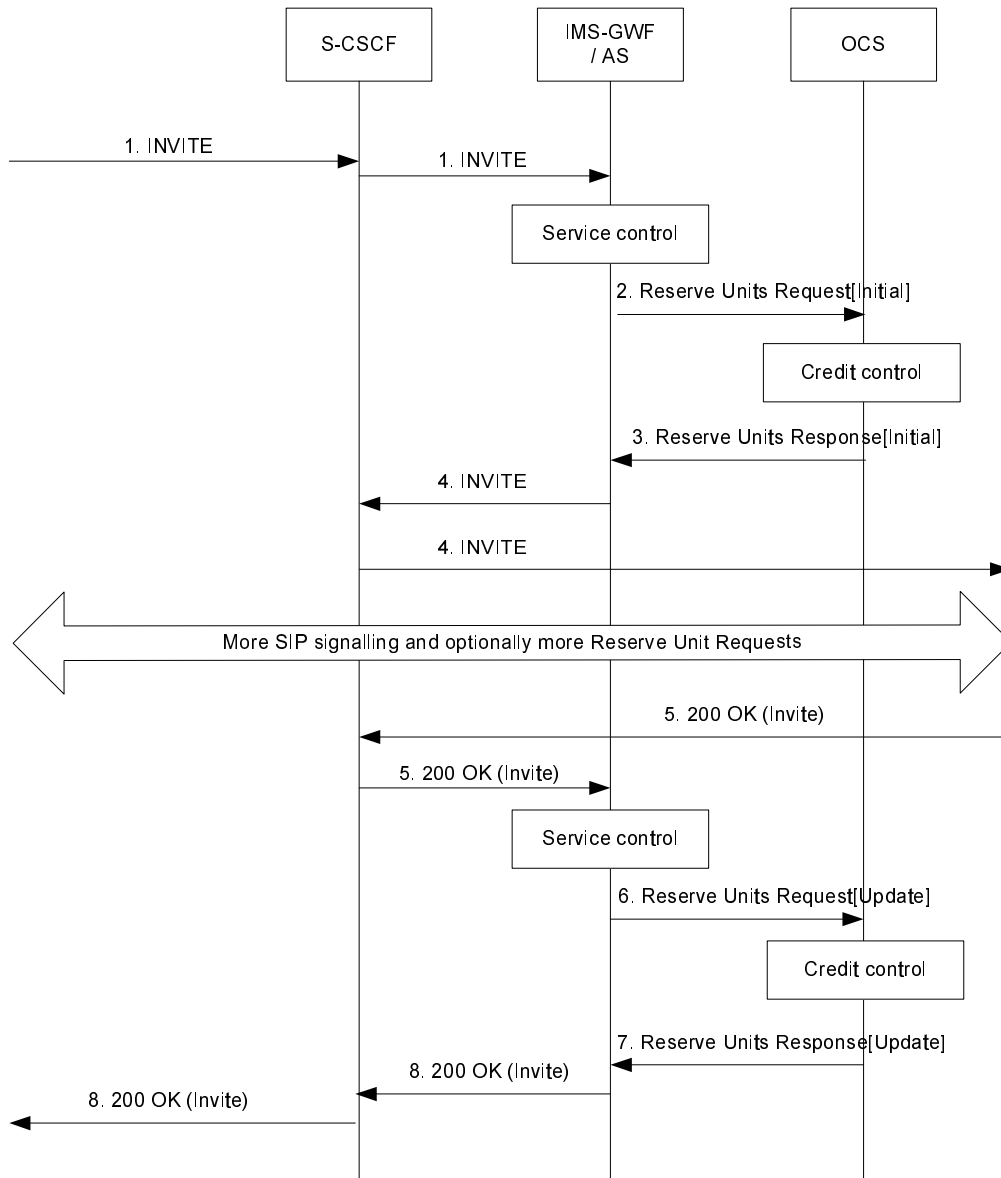 S-CSCF
IMS-GWF
/ AS
OCS
1. INVITE
1. INVITE
Service control
2. Reserve Units Request[Initial]
Credit control
3. Reserve Units Response[Initial]
4. INVITE
4. INVITE
More SIP signalling and optionally more Reserve Unit Requests
5. 200 OK (Invite)
5. 200 OK (Invite)
Service control
6. Reserve Units Request[Update]
Credit control
7. Reserve Units Response[Update]
8. 200 OK (Invite)
8. 200 OK (Invite)